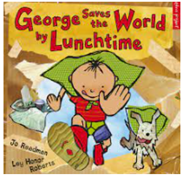 George Saves the World
by Lunchtime
Jo Readman
Ley Honor
Roberts